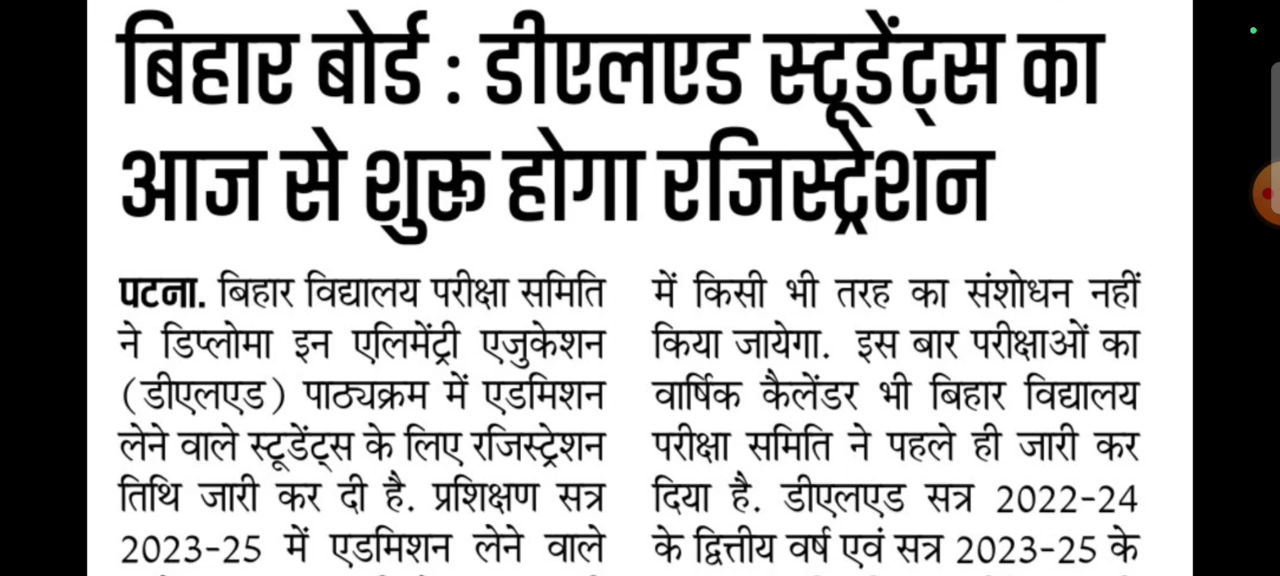 बिहार बोर्ड : डीएलएड स्टूडेंट्स का
आज से शुरू होगा रजिस्ट्रेशन
पटना. बिहार विद्यालय परीक्षा समिति
ने डिप्लोमा इन एलिमेंट्री एजुकेशन
(डीएलएड) पाठ्यक्रम में एडमिशन
लेने वाले स्टूडेंट्स के लिए रजिस्ट्रेशन
तिथि जारी कर दी है. प्रशिक्षण सत्र
2023-25 में एडमिशन लेने वाले
में किसी भी तरह का संशोधन नहीं
किया जायेगा. इस बार परीक्षाओं का
वार्षिक कैलेंडर भी बिहार विद्यालय
परीक्षा समिति ने पहले ही जारी कर
दिया है. डीएलएड सत्र 2022-24
के द्वित्तीय वर्ष एवं सत्र 2023-25 के